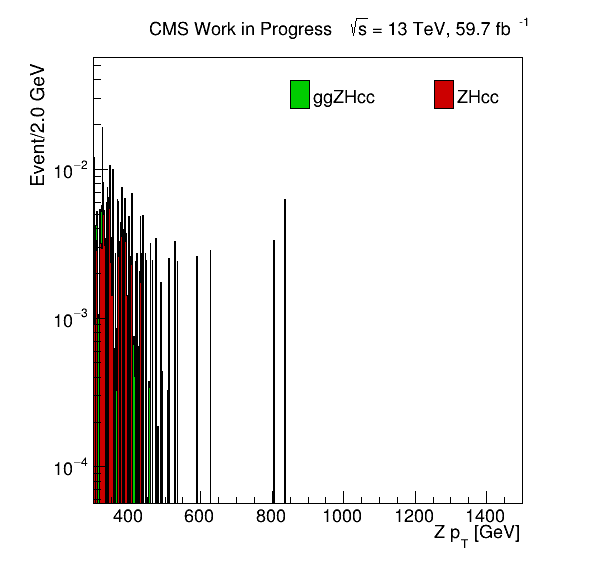 CMS Work in Progress √s = 13 TeV, 59.7 fb⁻¹
Event/2.0 GeV
ggZHcc ZHcc
10⁻²
10⁻³
10⁻⁴
400 600 800 1000 1200 1400
Z p_T [GeV]